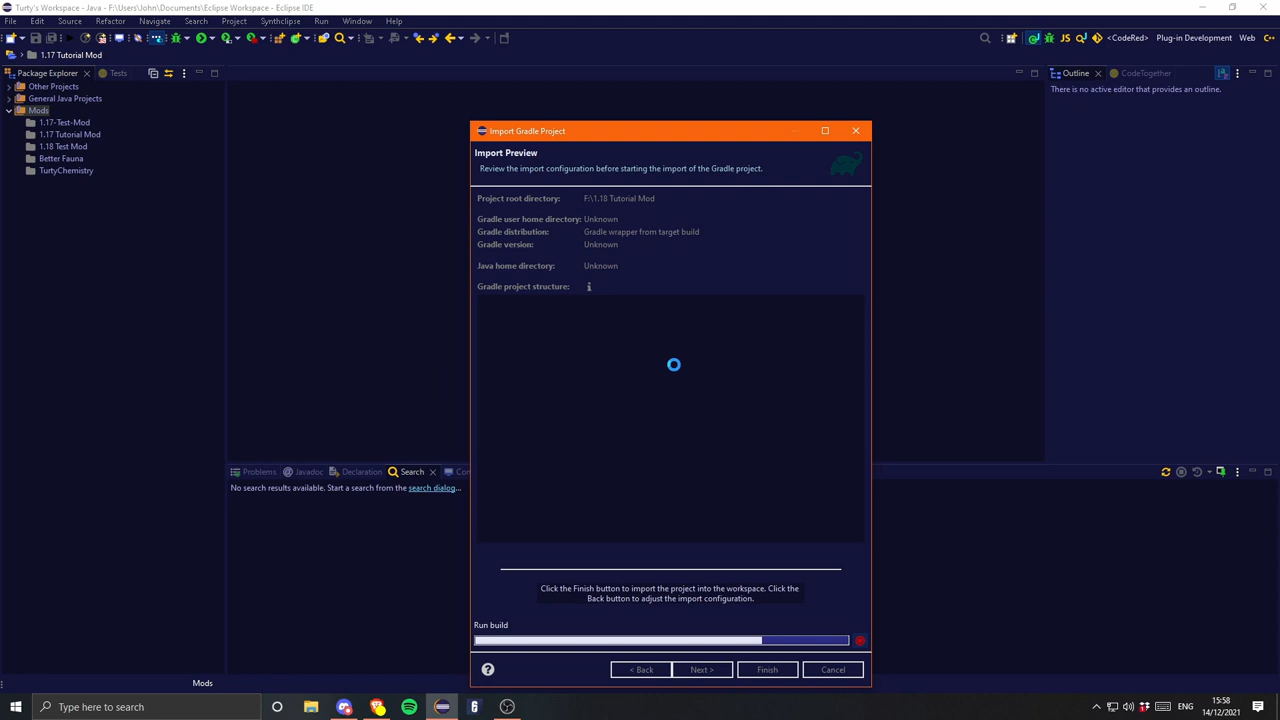 Turty's Workspace - Java - F:\Users\John\Documents\Eclipse Workspace - Eclipse IDE
File Edit Source Refactor Navigate Search Project Synthclipse Run Window Help
<CodeRed> Plug-in Development Web
1.17 Tutorial Mod
Package Explorer Tests
Outline CodeTogether
Other Projects
There is no active editor that provides an outline.
General Java Projects
Mods
1.17-Test-Mod
1.17 Tutorial Mod
1.18 Test Mod
Better Fauna
TurtyChemistry
Import Gradle Project
Import Preview
Review the import configuration before starting the import of the Gradle project.
Project root directory: F:\1.18 Tutorial Mod
Gradle user home directory: Unknown
Gradle distribution: Gradle wrapper from target build
Gradle version: Unknown
Java home directory: Unknown
Gradle project structure:
Problems Javadoc Declaration Search Con
No search results available. Start a search from the search dialog...
Click the Finish button to import the project into the workspace. Click the
Back button to adjust the import configuration.
Run build
< Back Next > Finish Cancel
Mods
Type here to search
ENG
15:58
14/12/2021